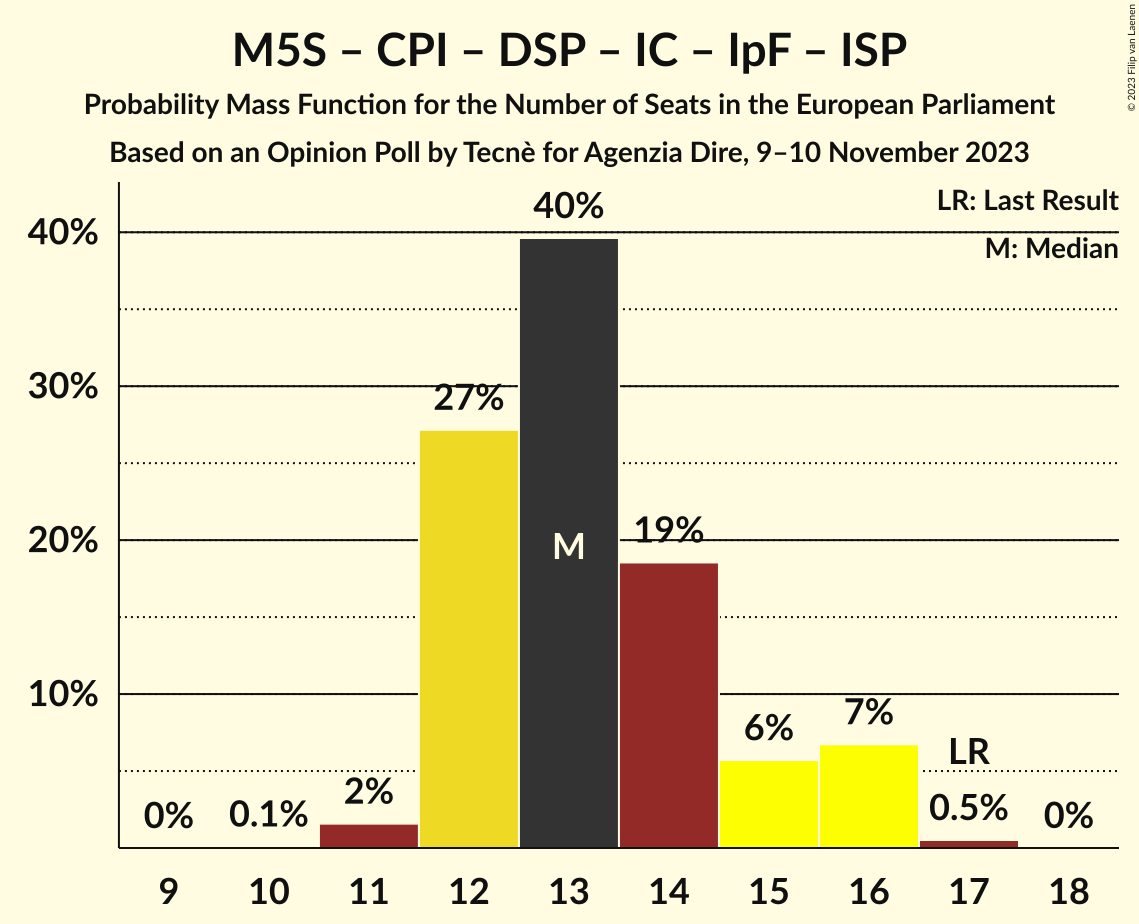 M5S – CPI – DSP – IC – IpF – ISP
Probability Mass Function for the Number of Seats in the European Parliament
Based on an Opinion Poll by Tecnè for Agenzia Dire, 9–10 November 2023
© 2023 Filip van Laenen
LR: Last Result
M: Median
40%
30%
20%
10%
0%
0.1%
2%
27%
40%
M
19%
6%
7%
LR
0.5%
0%
9 10 11 12 13 14 15 16 17 18